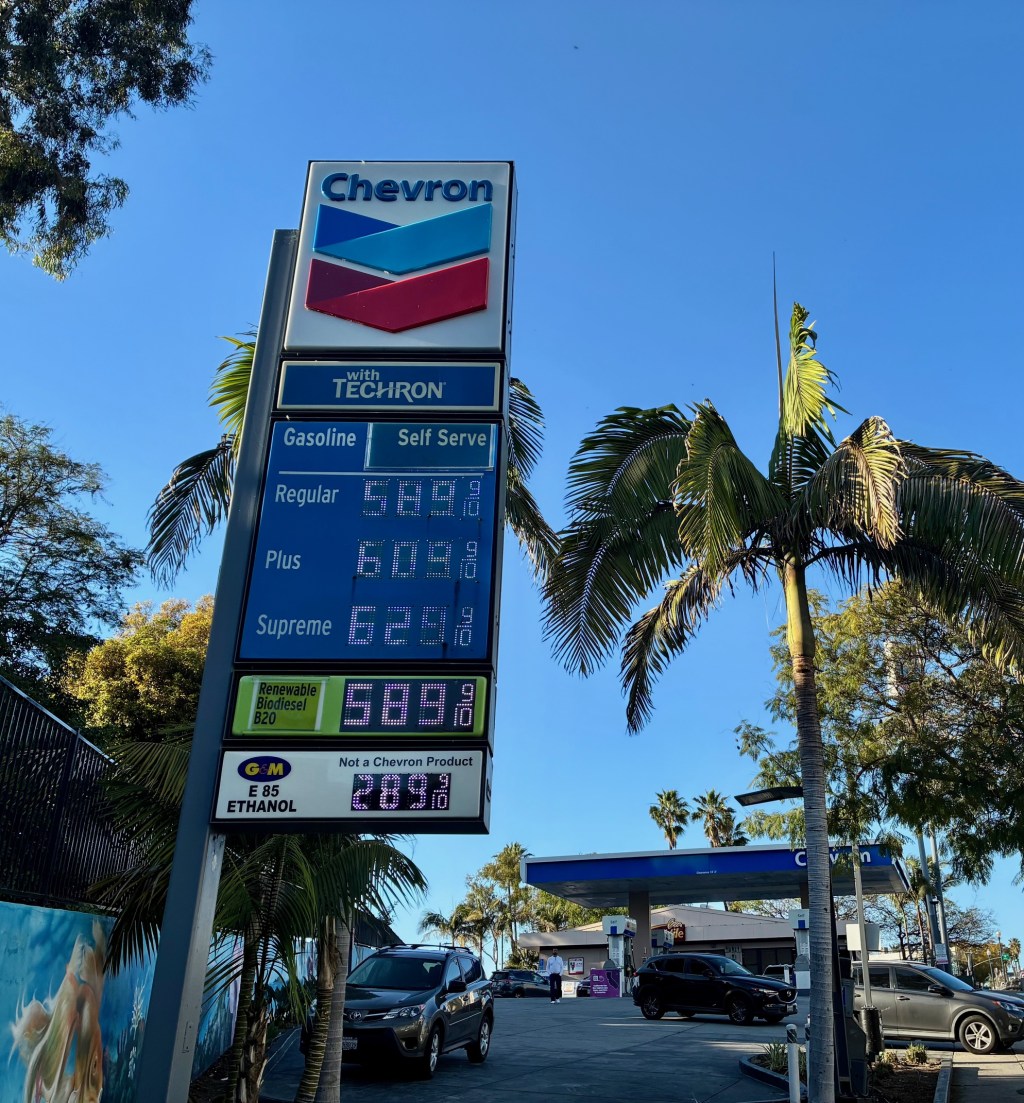 Chevron
with
TECHRON
Gasoline Self Serve
Regular 589 9/10
Plus 609 9/10
Supreme 629 9/10
Renewable
Biodiesel
B20
589 9/10
G&M
Not a Chevron Product
E 85
ETHANOL
289 9/10
Chevron